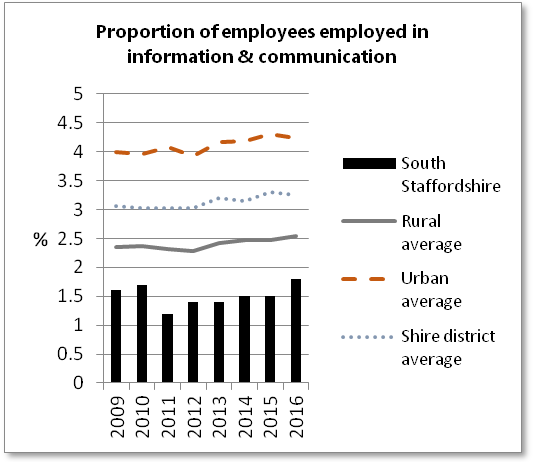 Proportion of employees employed in
information & communication
5
4.5
4
3.5
3
2.5
2
1.5
1
0.5
0
%
2009
2010
2011
2012
2013
2014
2015
2016
South
Staffordshire
Rural
average
Urban
average
Shire district
average